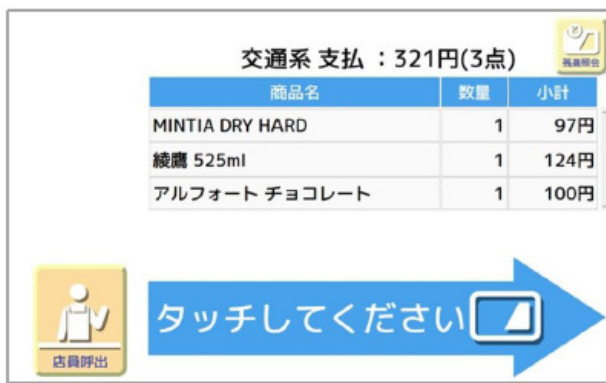 交通系 支払 ：321円(3点)
残高照会
商品名 数量 小計
MINTIA DRY HARD 1 97円
綾鷹 525ml 1 124円
アルフォート チョコレート 1 100円
タッチしてください
店員呼出